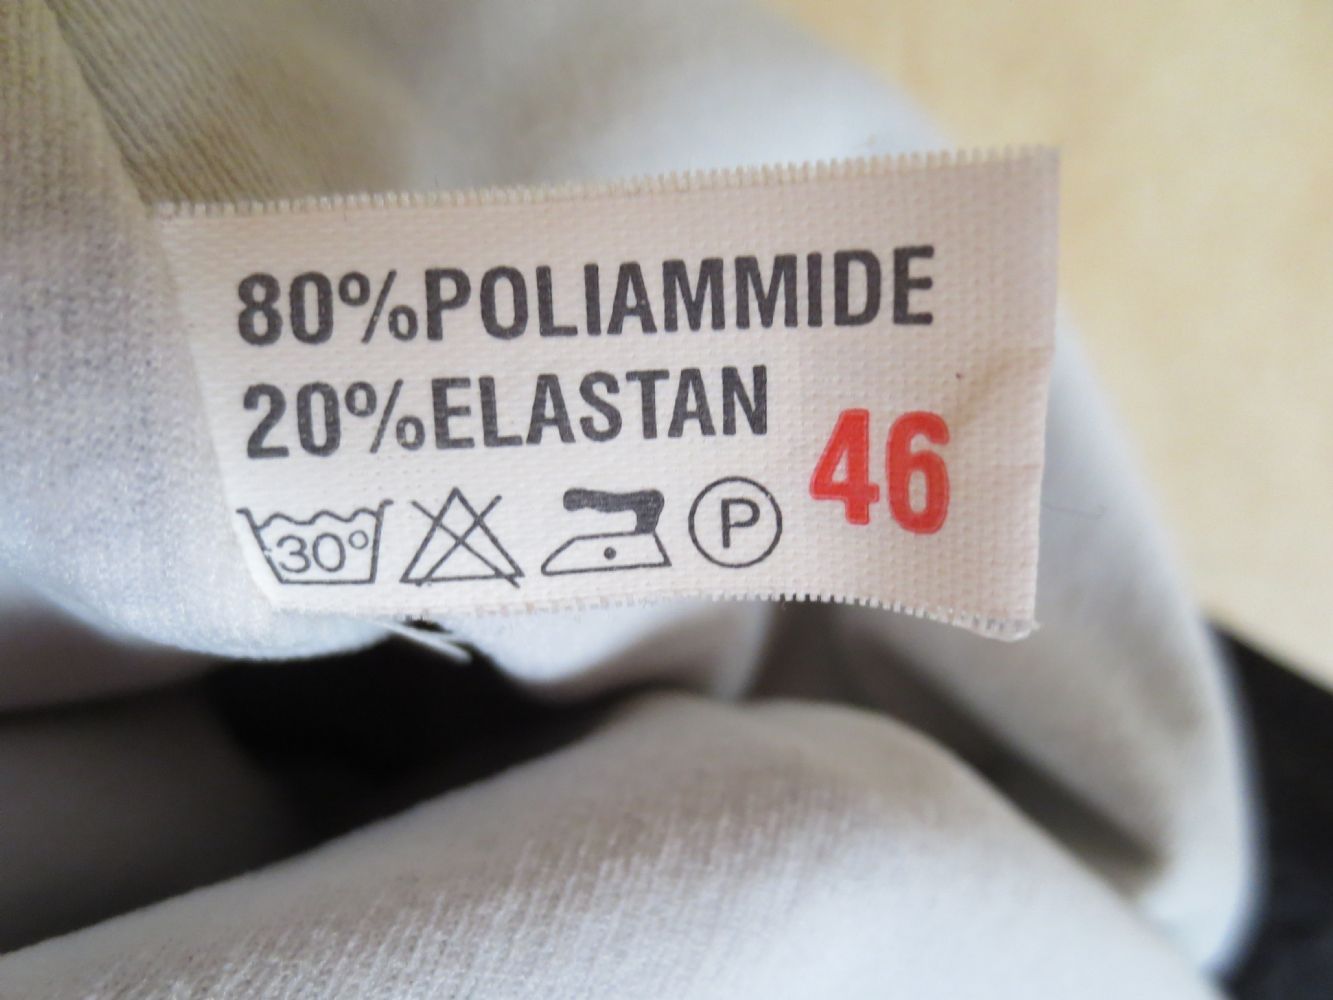 80%POLIAMMIDE
20%ELASTAN
46
30°
P